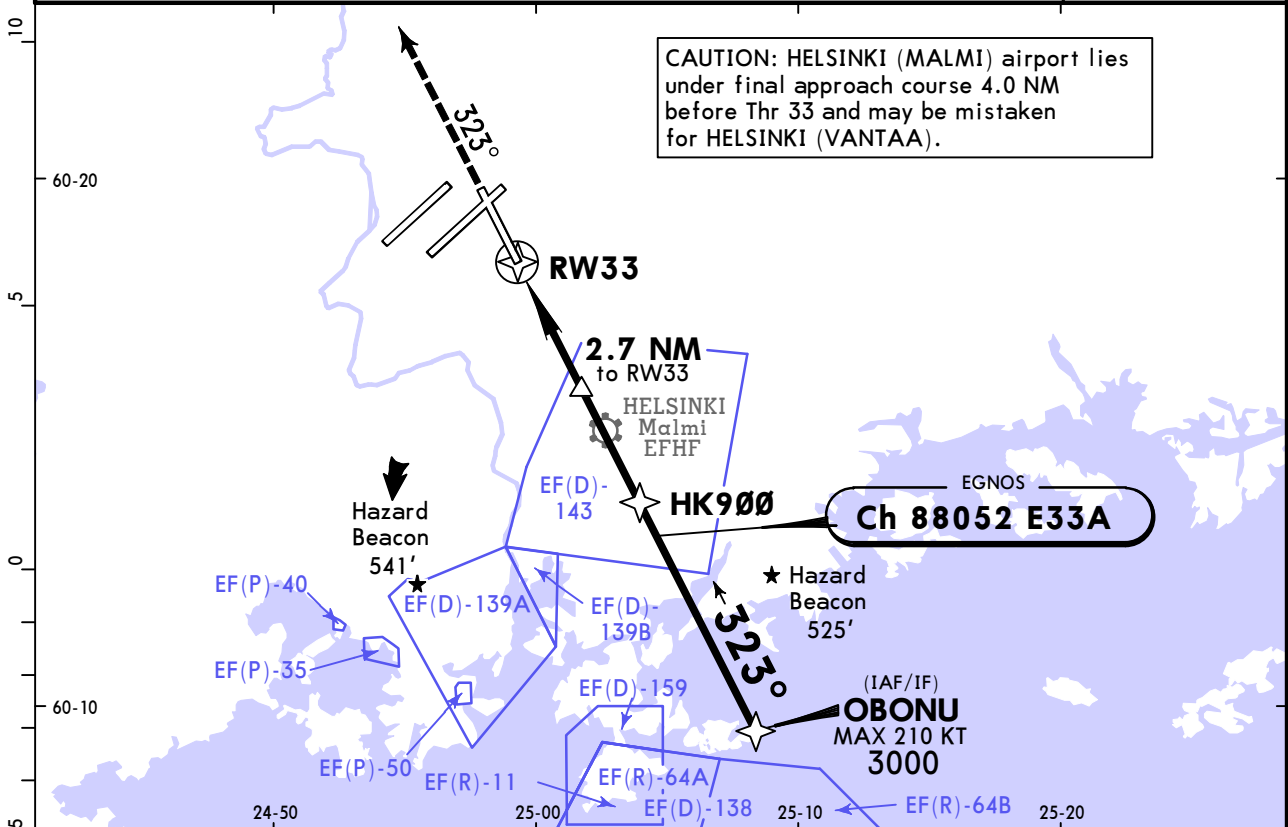 10
CAUTION: HELSINKI (MALMI) airport lies
under final approach course 4.0 NM
before Thr 33 and may be mistaken
for HELSINKI (VANTAA).
323°
60-20
RW33
5
2.7 NM
to RW33
HELSINKI
Malmi
EFHF
EF(D)-
143
HK9ØØ
EGNOS
Ch 88052 E33A
Hazard
Beacon
541'
0
EF(P)-40
EF(D)-139A
EF(D)-
139B
Hazard
Beacon
525'
323°
EF(P)-35
EF(D)-159
(IAF/IF)
OBONU
MAX 210 KT
3000
60-10
EF(P)-50
EF(R)-11
EF(R)-64A
EF(D)-138
EF(R)-64B
24-50
25-00
25-10
25-20
5